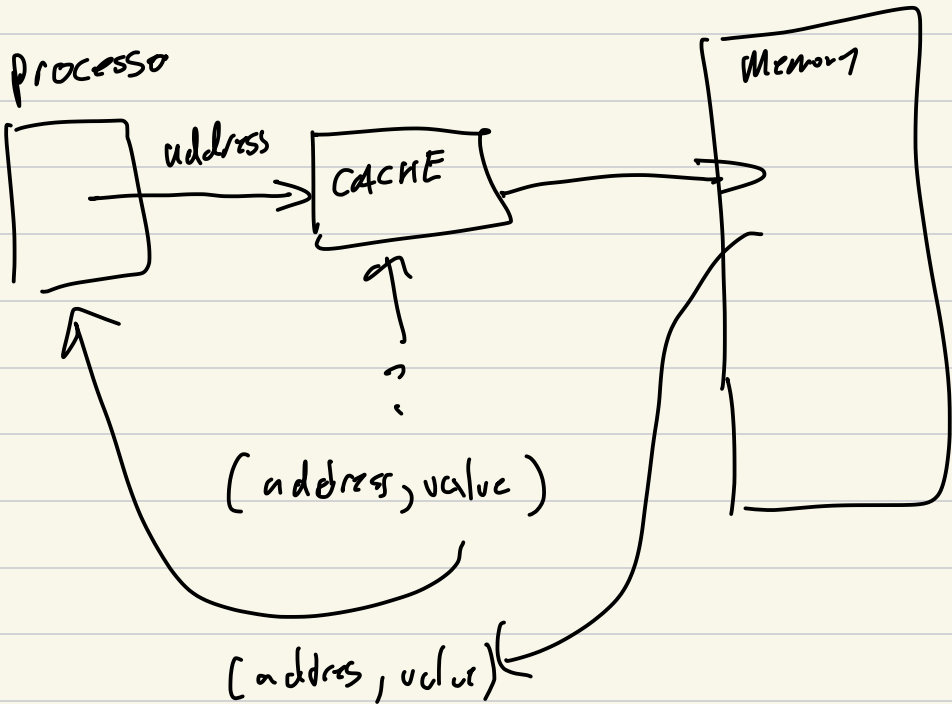 processo
Memory
address
CACHE
?
(address, value)
(address, value)